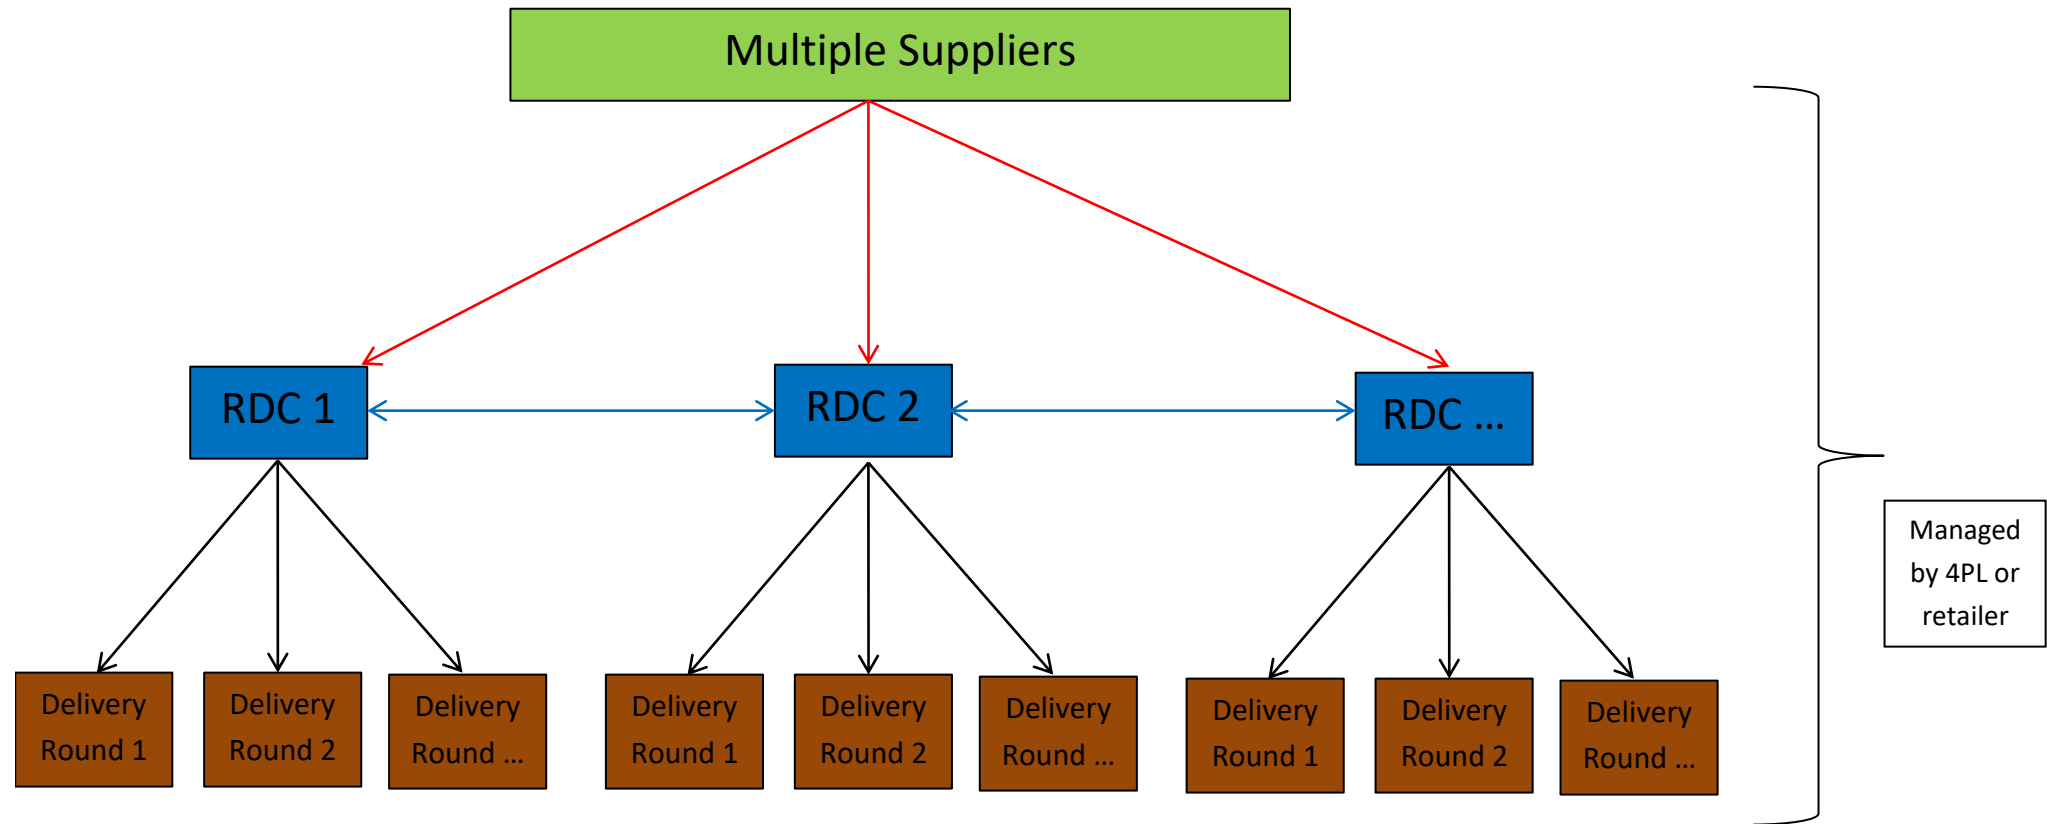 Multiple Suppliers
RDC 1
RDC 2
RDC ...
Managed
by 4PL or
retailer
Delivery
Round 1
Delivery
Round 2
Delivery
Round ...
Delivery
Round 1
Delivery
Round 2
Delivery
Round ...
Delivery
Round 1
Delivery
Round 2
Delivery
Round ...